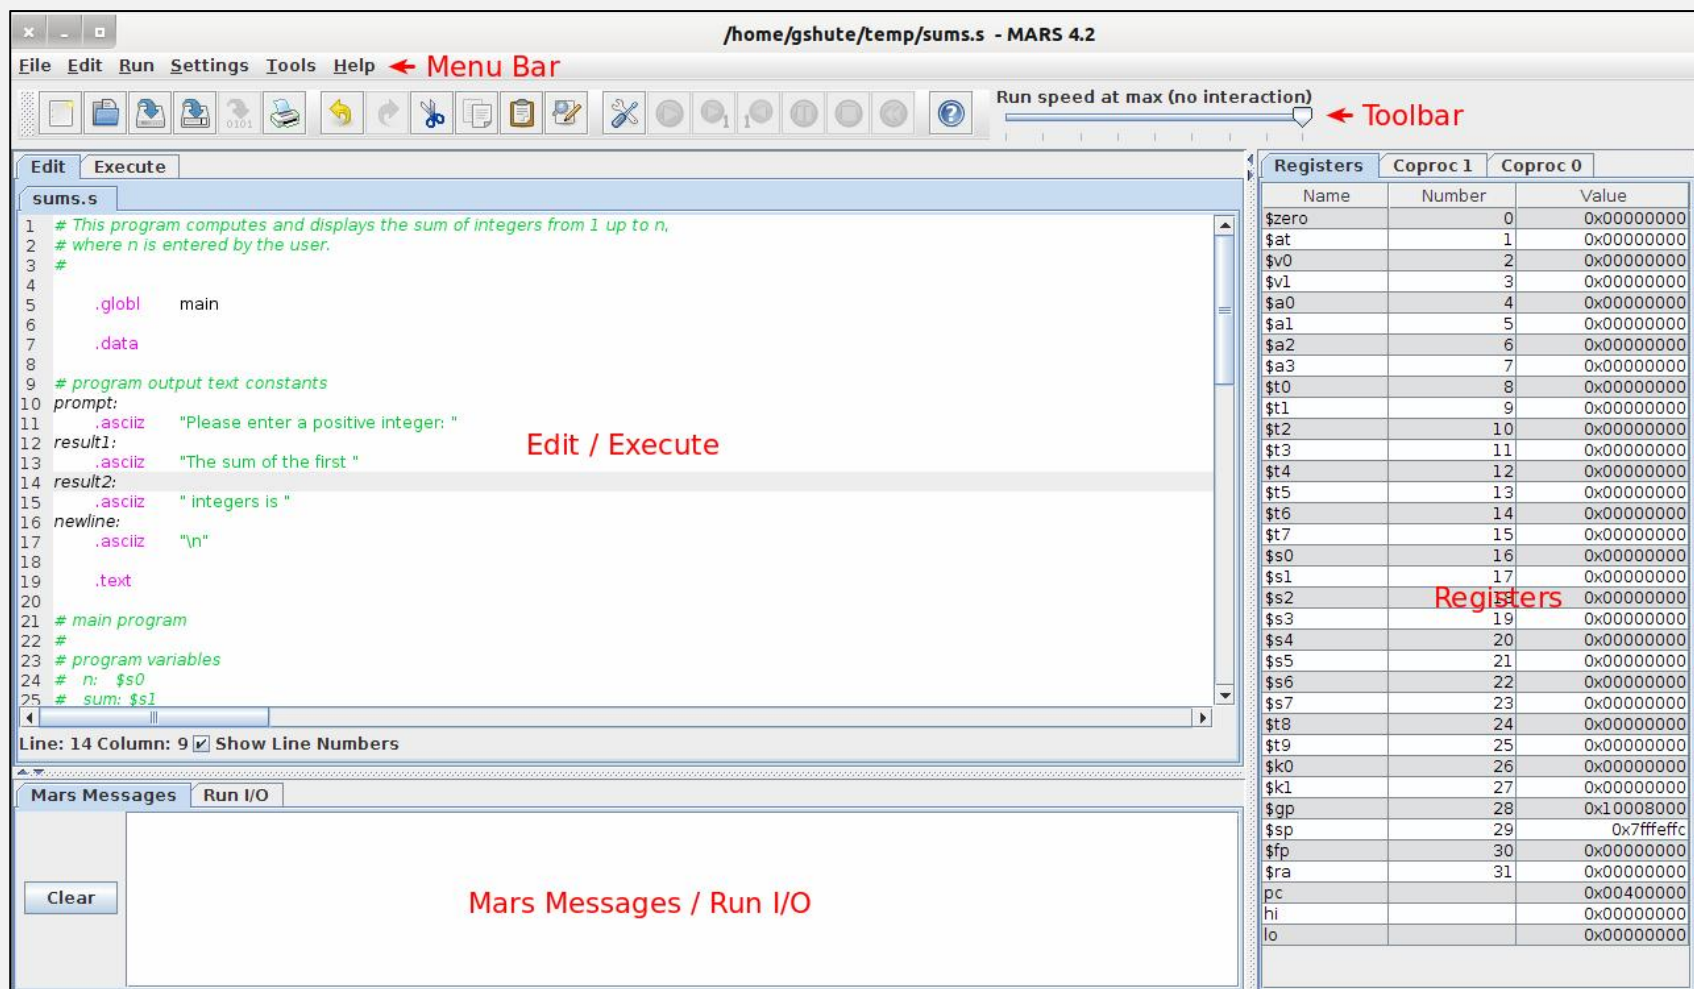 /home/gshute/temp/sums.s - MARS 4.2
File Edit Run Settings Tools Help Menu Bar
Run speed at max (no interaction)
Toolbar
0101
1 1
Edit Execute
sums.s
1 # This program computes and displays the sum of integers from 1 up to n,
2 # where n is entered by the user.
3 #
4
5 .globl main
6
7 .data
8
9 # program output text constants
10 prompt:
11 .asciiz "Please enter a positive integer: "
12 result1:
13 .asciiz "The sum of the first "
14 result2:
15 .asciiz " integers is "
16 newline:
17 .asciiz "\n"
18
19 .text
20
21 # main program
22 #
23 # program variables
24 # n: $s0
25 # sum: $s1
Edit / Execute
Line: 14 Column: 9 Show Line Numbers
Mars Messages Run I/O
Clear
Mars Messages / Run I/O
Registers Coproc 1 Coproc 0
Name Number Value
$zero 0 0x00000000
$at 1 0x00000000
$v0 2 0x00000000
$v1 3 0x00000000
$a0 4 0x00000000
$a1 5 0x00000000
$a2 6 0x00000000
$a3 7 0x00000000
$t0 8 0x00000000
$t1 9 0x00000000
$t2 10 0x00000000
$t3 11 0x00000000
$t4 12 0x00000000
$t5 13 0x00000000
$t6 14 0x00000000
$t7 15 0x00000000
$s0 16 0x00000000
$s1 17 0x00000000
$s2 18 0x00000000
Registers
$s3 19 0x00000000
$s4 20 0x00000000
$s5 21 0x00000000
$s6 22 0x00000000
$s7 23 0x00000000
$t8 24 0x00000000
$t9 25 0x00000000
$k0 26 0x00000000
$k1 27 0x00000000
$gp 28 0x10008000
$sp 29 0x7fffeffc
$fp 30 0x00000000
$ra 31 0x00000000
pc 0x00400000
hi 0x00000000
lo 0x00000000